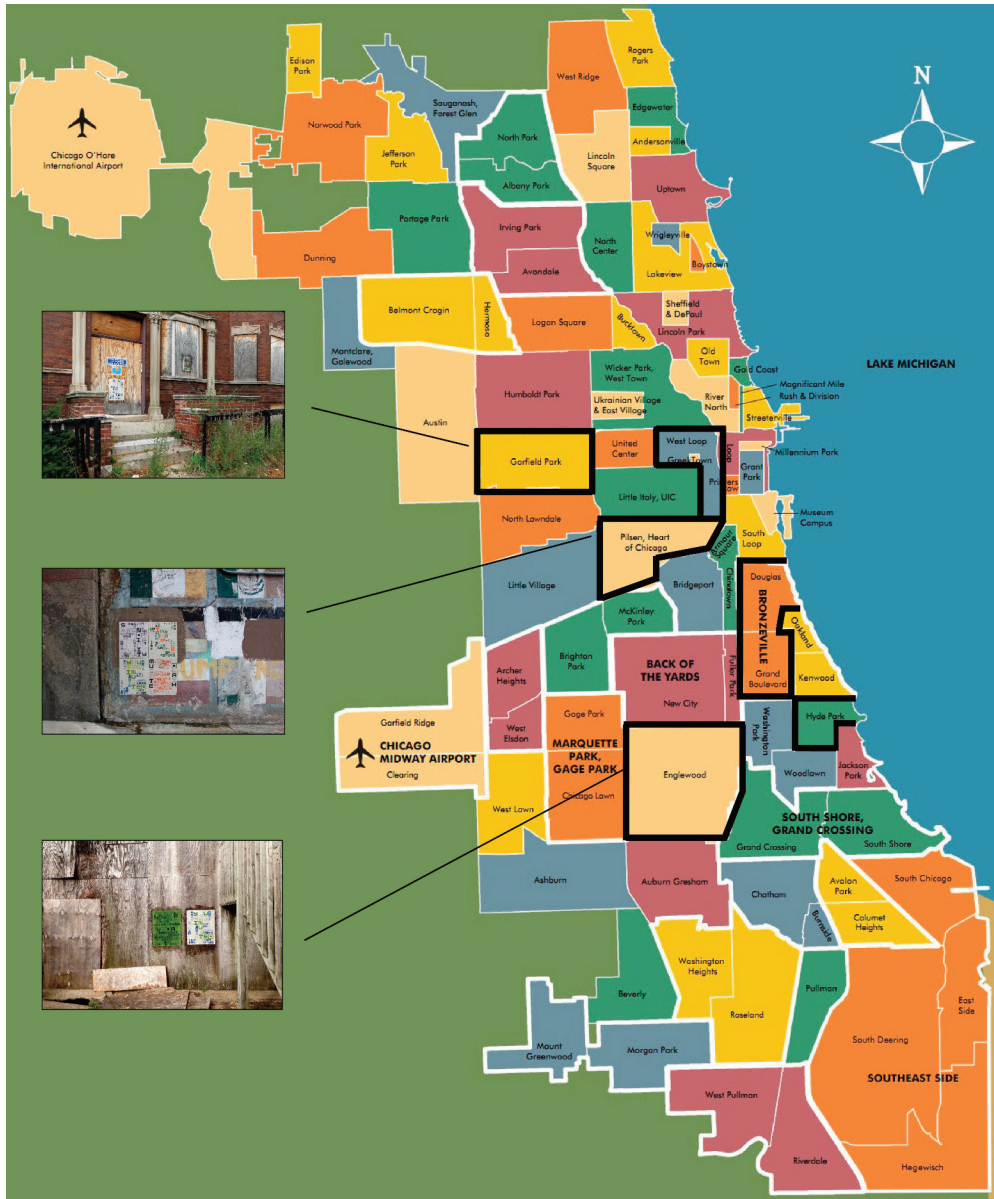 Rogers
Park
Edison
Park
West Ridge
Sauganash,
Forest Glen
N
Edgewater
Norwood Park
North Park
Andersonville
Chicago O'Hare
International Airport
Jefferson
Park
Lincoln
Square
Albany Park
Uptown
Portage Park
Irving Park
Wrigleyville
North
Center
Dunning
Boystown
Avondale
Lakeview
Sheffield
& DePaul
Belmont Cragin
Hermosa
Logan Square
Bucktown
Lincoln Park
Montclare,
Galewood
Old
Town
LAKE MICHIGAN
Wicker Park,
West Town
Gold Coast
Humboldt Park
Magnificant Mile
Rush & Division
River
North
Ukrainian Village
& East Village
Austin
Streeterville
West Loop
United
Center
Loop
Millennium Park
Garfield Park
GreekTown
Grant
Park
Printers
Row
Little Italy, UIC
North Lawndale
Museum
Campus
Pilsen, Heart
of Chicago
South
Loop
Armour
Square
Little Village
Bridgeport
Chinatown
Douglas
BRONZEVILLE
McKinley
Park
Oakland
Brighton
Park
Archer
Heights
BACK OF
THE YARDS
Fuller Park
Grand
Boulevard
Kenwood
New City
Garfield Ridge
Gage Park
Washington
Park
Hyde Park
West
Elsdon
CHICAGO
MIDWAY AIRPORT
MARQUETTE
PARK,
GAGE PARK
Clearing
Englewood
Woodlawn
Jackson
Park
Chicago Lawn
West Lawn
SOUTH SHORE,
GRAND CROSSING
Grand Crossing
South Shore
Ashburn
Auburn Gresham
Chatham
Avalon
Park
South Chicago
Burnside
Columet
Heights
Washington
Heights
Beverly
Pullman
East
Side
Roseland
South Deering
Mount
Greenwood
Morgan Park
SOUTHEAST SIDE
West Pullman
Riverdale
Hegewisch